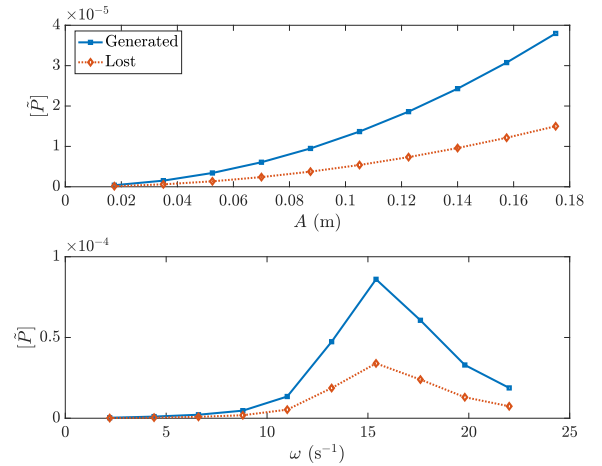 ×10⁻⁵
4
3
2
1
0
[P̃]
Generated
Lost
0 0.02 0.04 0.06 0.08 0.1 0.12 0.14 0.16 0.18
A (m)
×10⁻⁴
1
0.5
0
[P̃]
0 5 10 15 20 25
ω (s⁻¹)